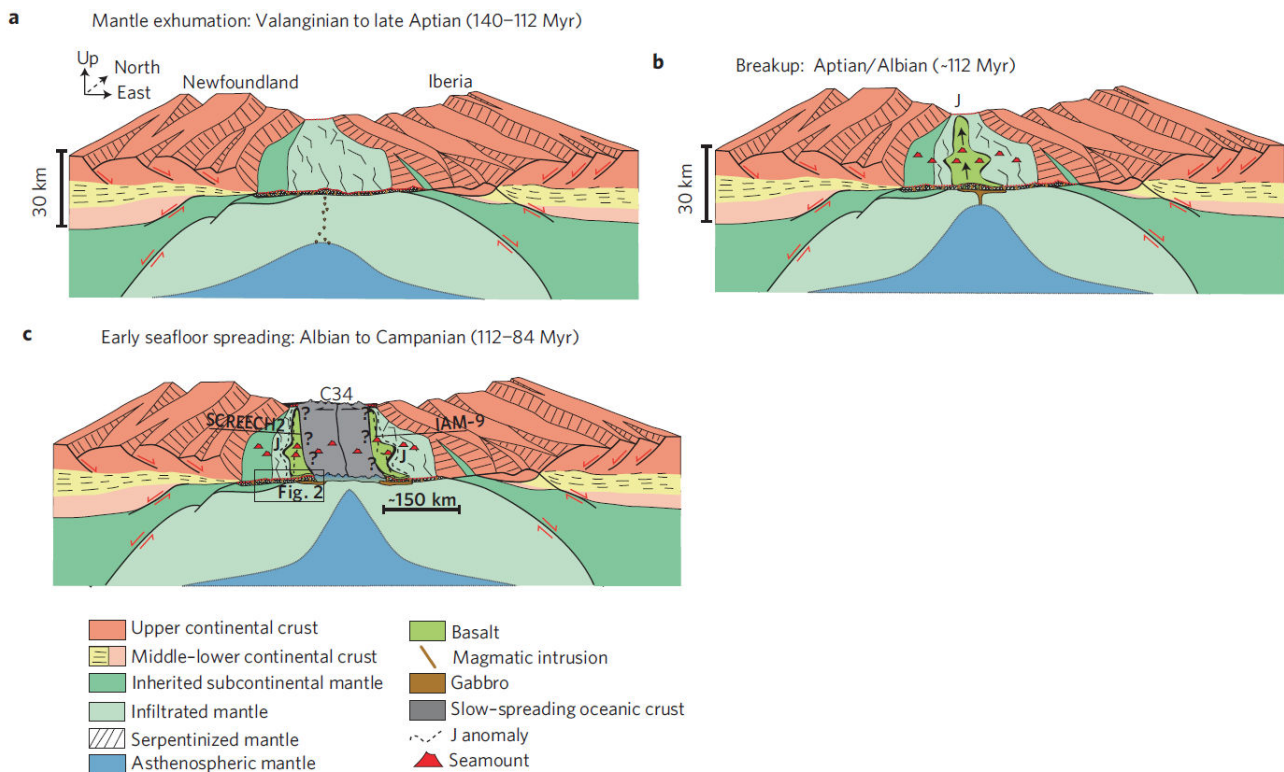 a Mantle exhumation: Valanginian to late Aptian (140–112 Myr)
Up
North
East
Newfoundland
Iberia
30 km
b Breakup: Aptian/Albian (~112 Myr)
J
30 km
c Early seafloor spreading: Albian to Campanian (112–84 Myr)
C34
SCREECH2
IAM-9
? ?
? ?
? ?
J
J
Fig. 2
~150 km
30 km
Upper continental crust
Middle–lower continental crust
Inherited subcontinental mantle
Infiltrated mantle
Serpentinized mantle
Asthenospheric mantle
Basalt
Magmatic intrusion
Gabbro
Slow–spreading oceanic crust
J anomaly
Seamount